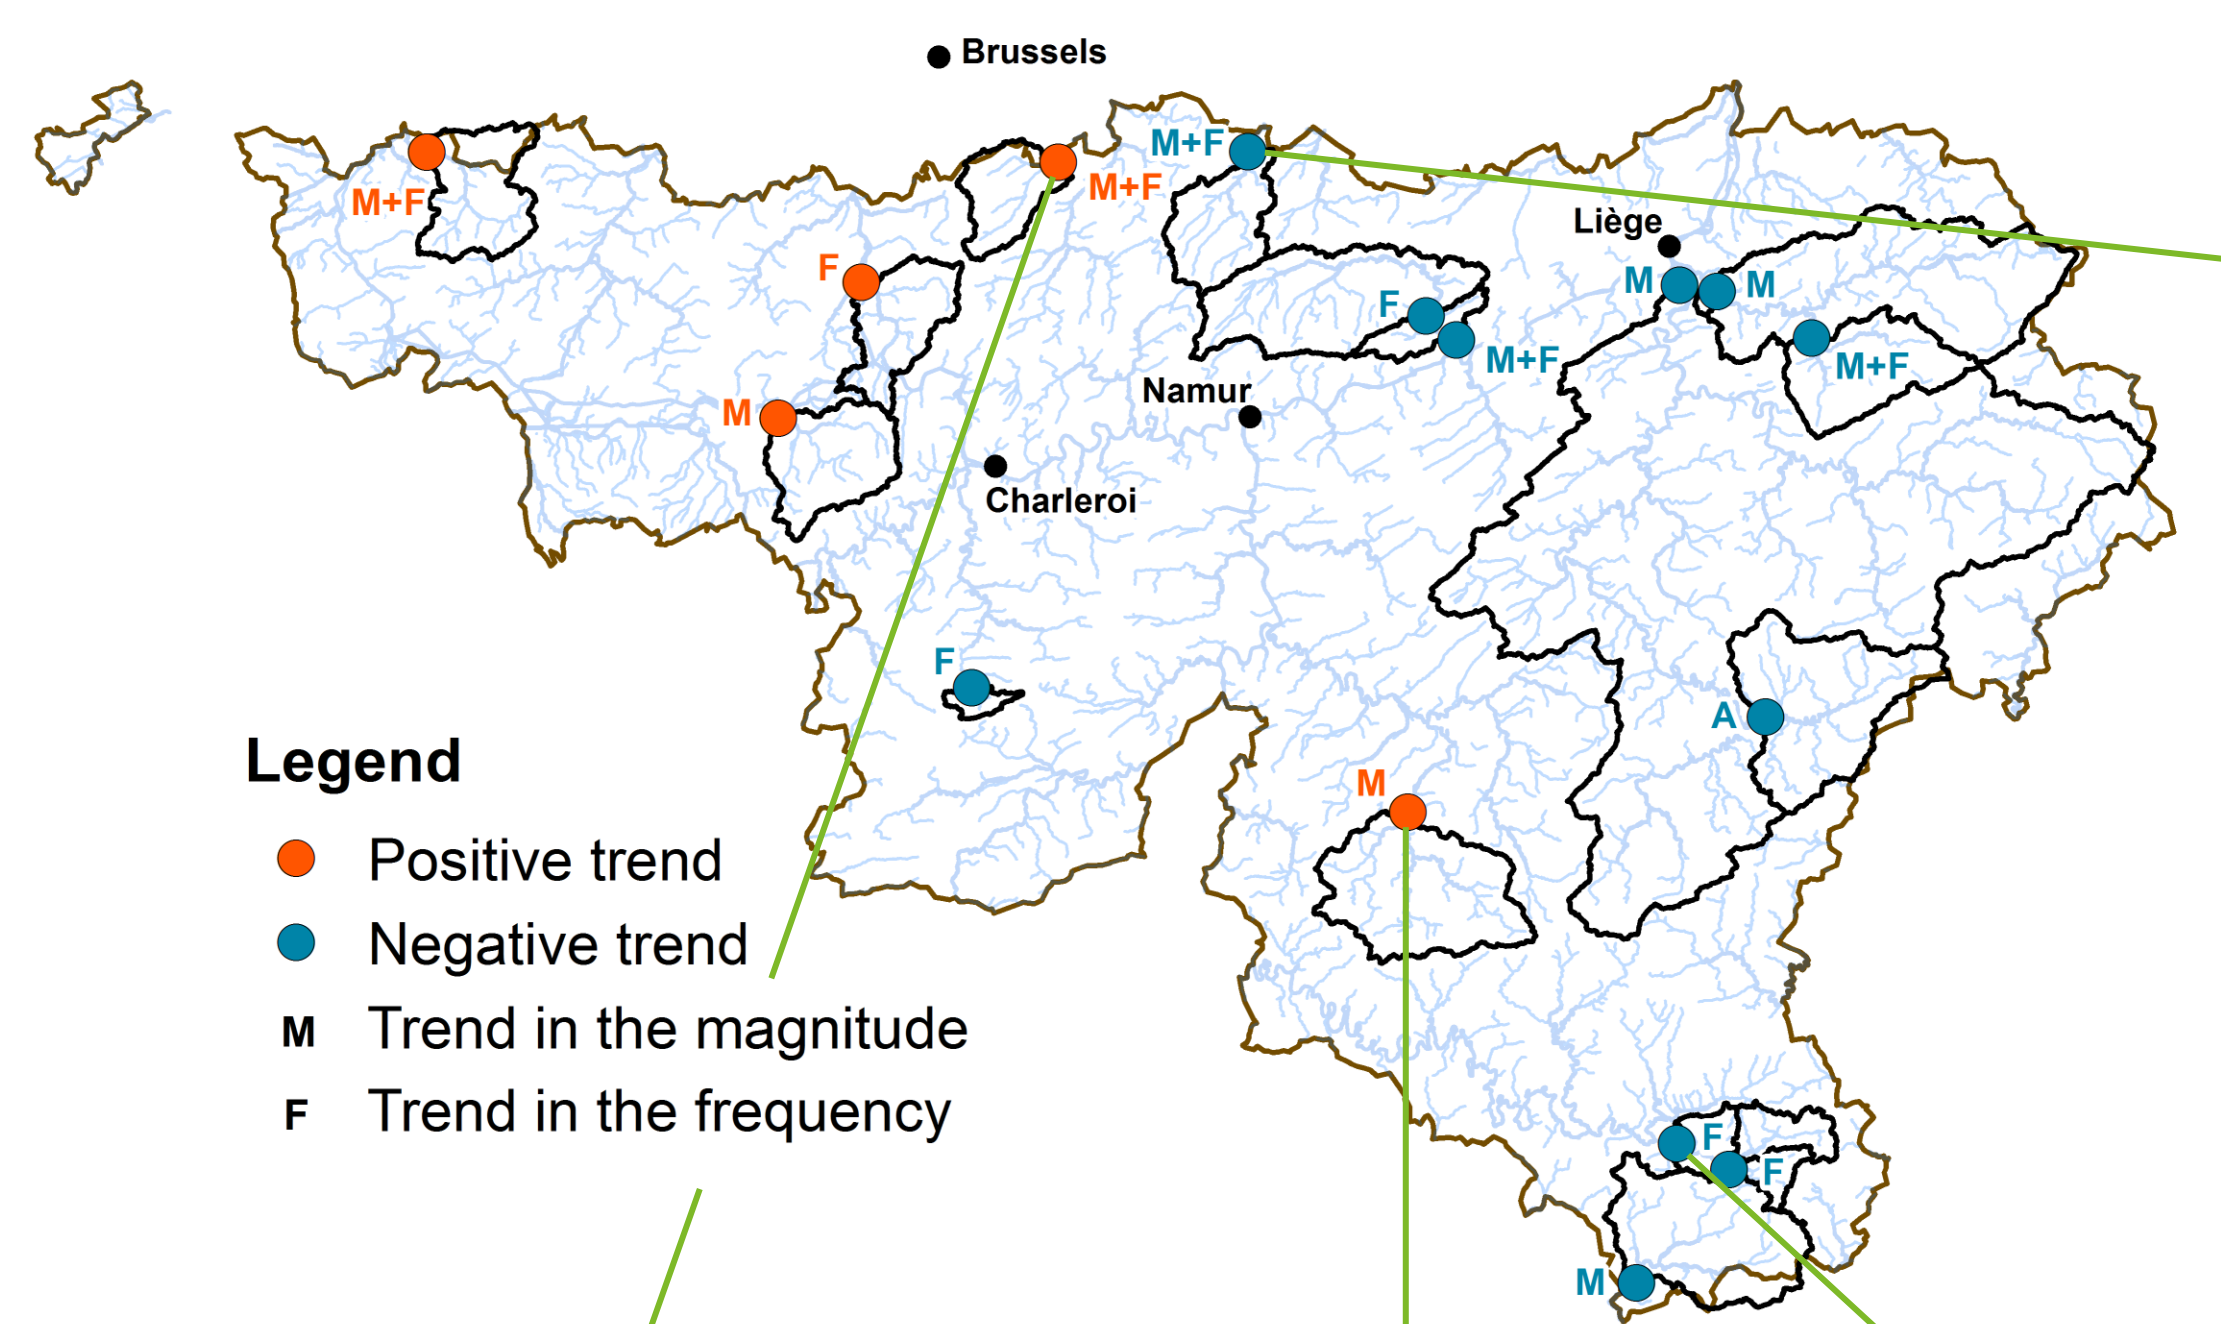 Brussels
M+F
M+F
M+F
Liège
F
M
M
F
M+F
M+F
Namur
M
Charleroi
F
A
Legend
M
Positive trend
Negative trend
M Trend in the magnitude
F Trend in the frequency
F
F
M